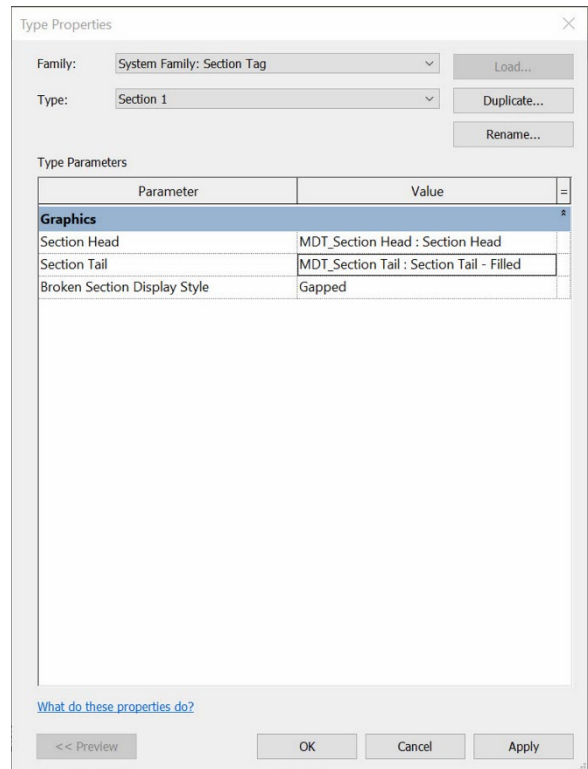 Type Properties
Family: System Family: Section Tag Load...
Type: Section 1 Duplicate...
Rename...
Type Parameters
Parameter Value =
Graphics
Section Head MDT_Section Head : Section Head
Section Tail MDT_Section Tail : Section Tail - Filled
Broken Section Display Style Gapped
What do these properties do?
<< Preview OK Cancel Apply